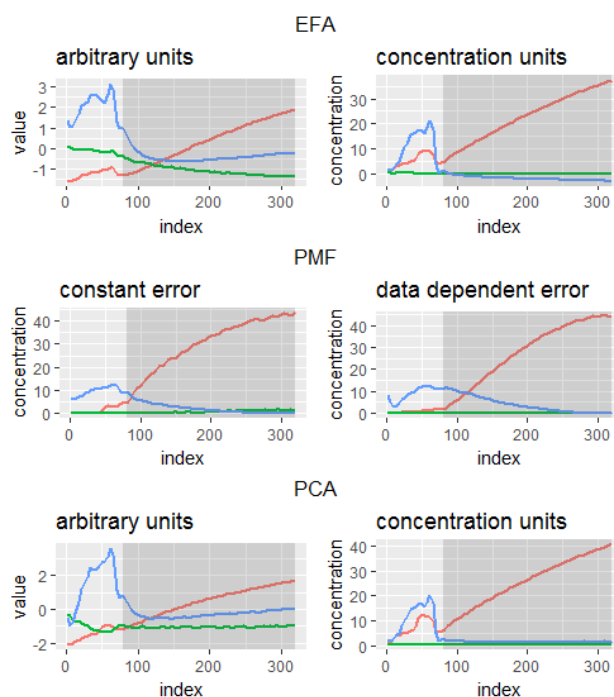 EFA
arbitrary units
concentration units
value
3
2
1
0
-1
0
100
200
300
index
concentration
30
20
10
0
0
100
200
300
index
PMF
constant error
data dependent error
concentration
40
30
20
10
0
0
100
200
300
index
concentration
40
30
20
10
0
0
100
200
300
index
PCA
arbitrary units
concentration units
value
2
0
-2
0
100
200
300
index
concentration
40
30
20
10
0
0
100
200
300
index